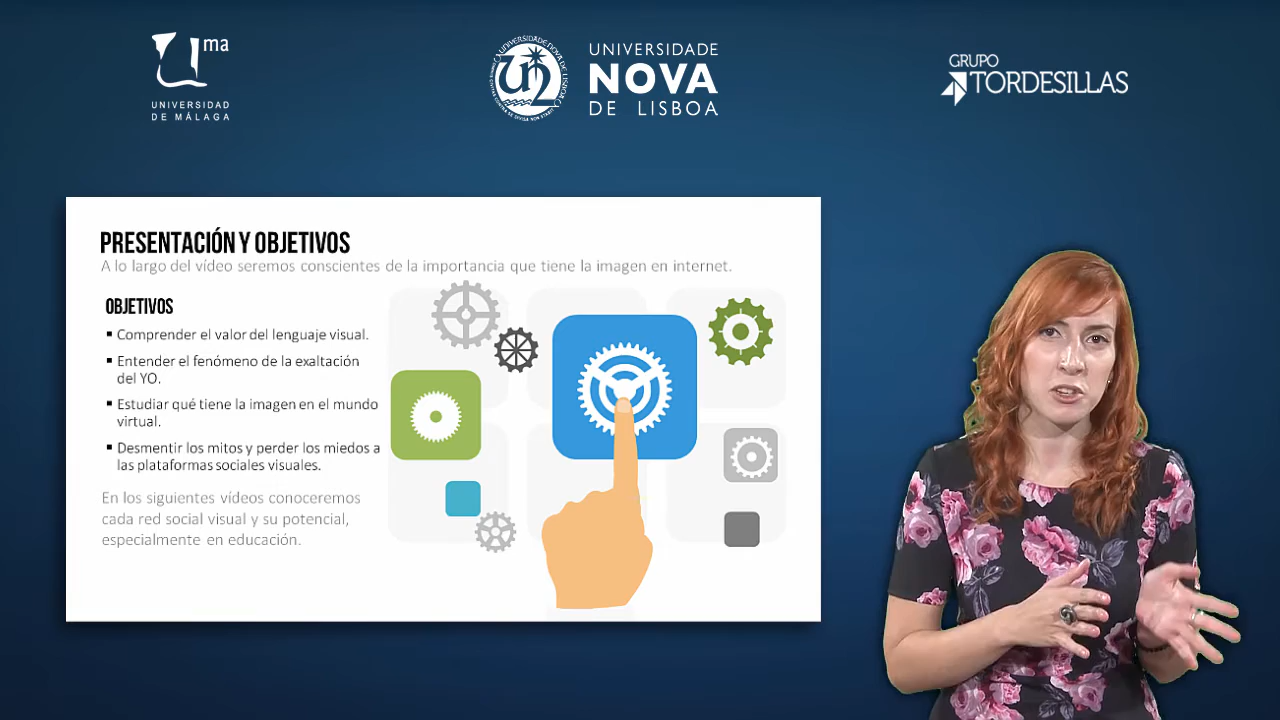 uma
UNIVERSIDAD
DE MÁLAGA
UNIVERSIDADE
NOVA
DE LISBOA
GRUPO
TORDESILLAS
PRESENTACIÓN Y OBJETIVOS
A lo largo del vídeo seremos conscientes de la importancia que tiene la imagen en internet.
OBJETIVOS
▪ Comprender el valor del lenguaje visual.
▪ Entender el fenómeno de la exaltación
del YO.
▪ Estudiar qué tiene la imagen en el mundo
virtual.
▪ Desmentir los mitos y perder los miedos a
las plataformas sociales visuales.
En los siguientes vídeos conoceremos
cada red social visual y su potencial,
especialmente en educación.